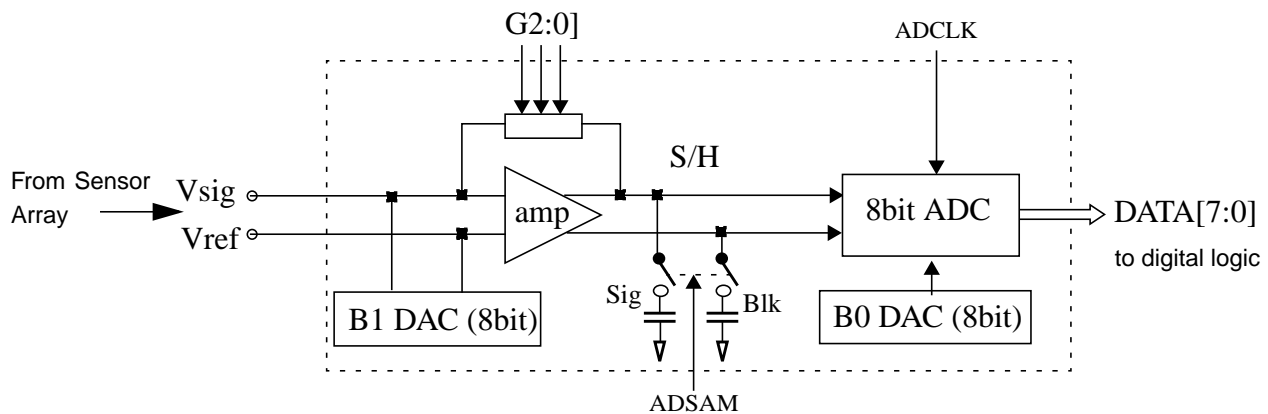 G2:0]
ADCLK
S/H
From Sensor
Array
Vsig
Vref
amp
8bit ADC
DATA[7:0]
to digital logic
Sig
Blk
B1 DAC (8bit)
B0 DAC (8bit)
ADSAM